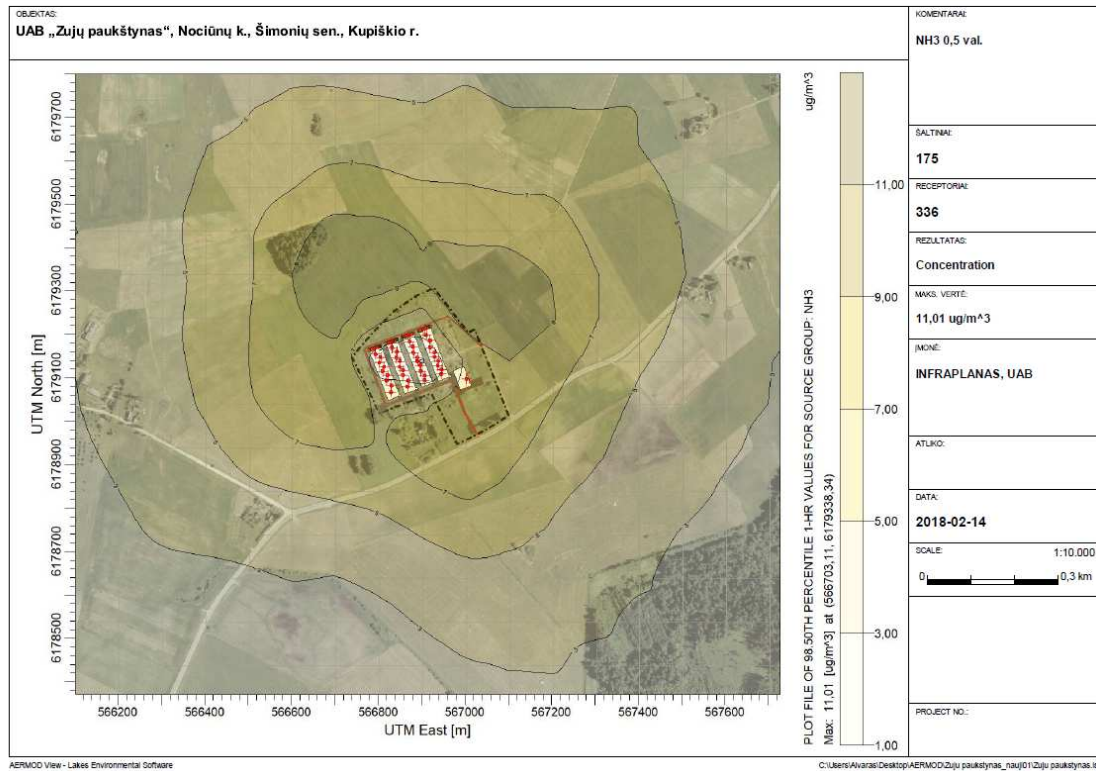 OBJEKTAS:
UAB „Zujų paukštynas“, Nociūnų k., Šimonių sen., Kupiškio r.
UTM North [m]
6179700
6179500
6179300
6179100
6178900
6178700
6178500
566200
566400
566600
566800
567000
567200
567400
567600
UTM East [m]
PLOT FILE OF 98.50TH PERCENTILE 1-HR VALUES FOR SOURCE GROUP: NH3
ug/m^3
Max: 11,01 [ug/m^3] at (566703,11, 6179338,34)
11,00
9,00
7,00
5,00
3,00
1,00
KOMENTARAI:
NH3 0,5 val.
ŠALTINIAI:
175
RECEPTORIAI:
336
REZULTATAS:
Concentration
MAKS. VERTĖ:
11,01 ug/m^3
ĮMONĖ:
INFRAPLANAS, UAB
ATLIKO:
DATA:
2018-02-14
SCALE:
1:10.000
0
0,3 km
PROJECT NO.:
AERMOD View - Lakes Environmental Software